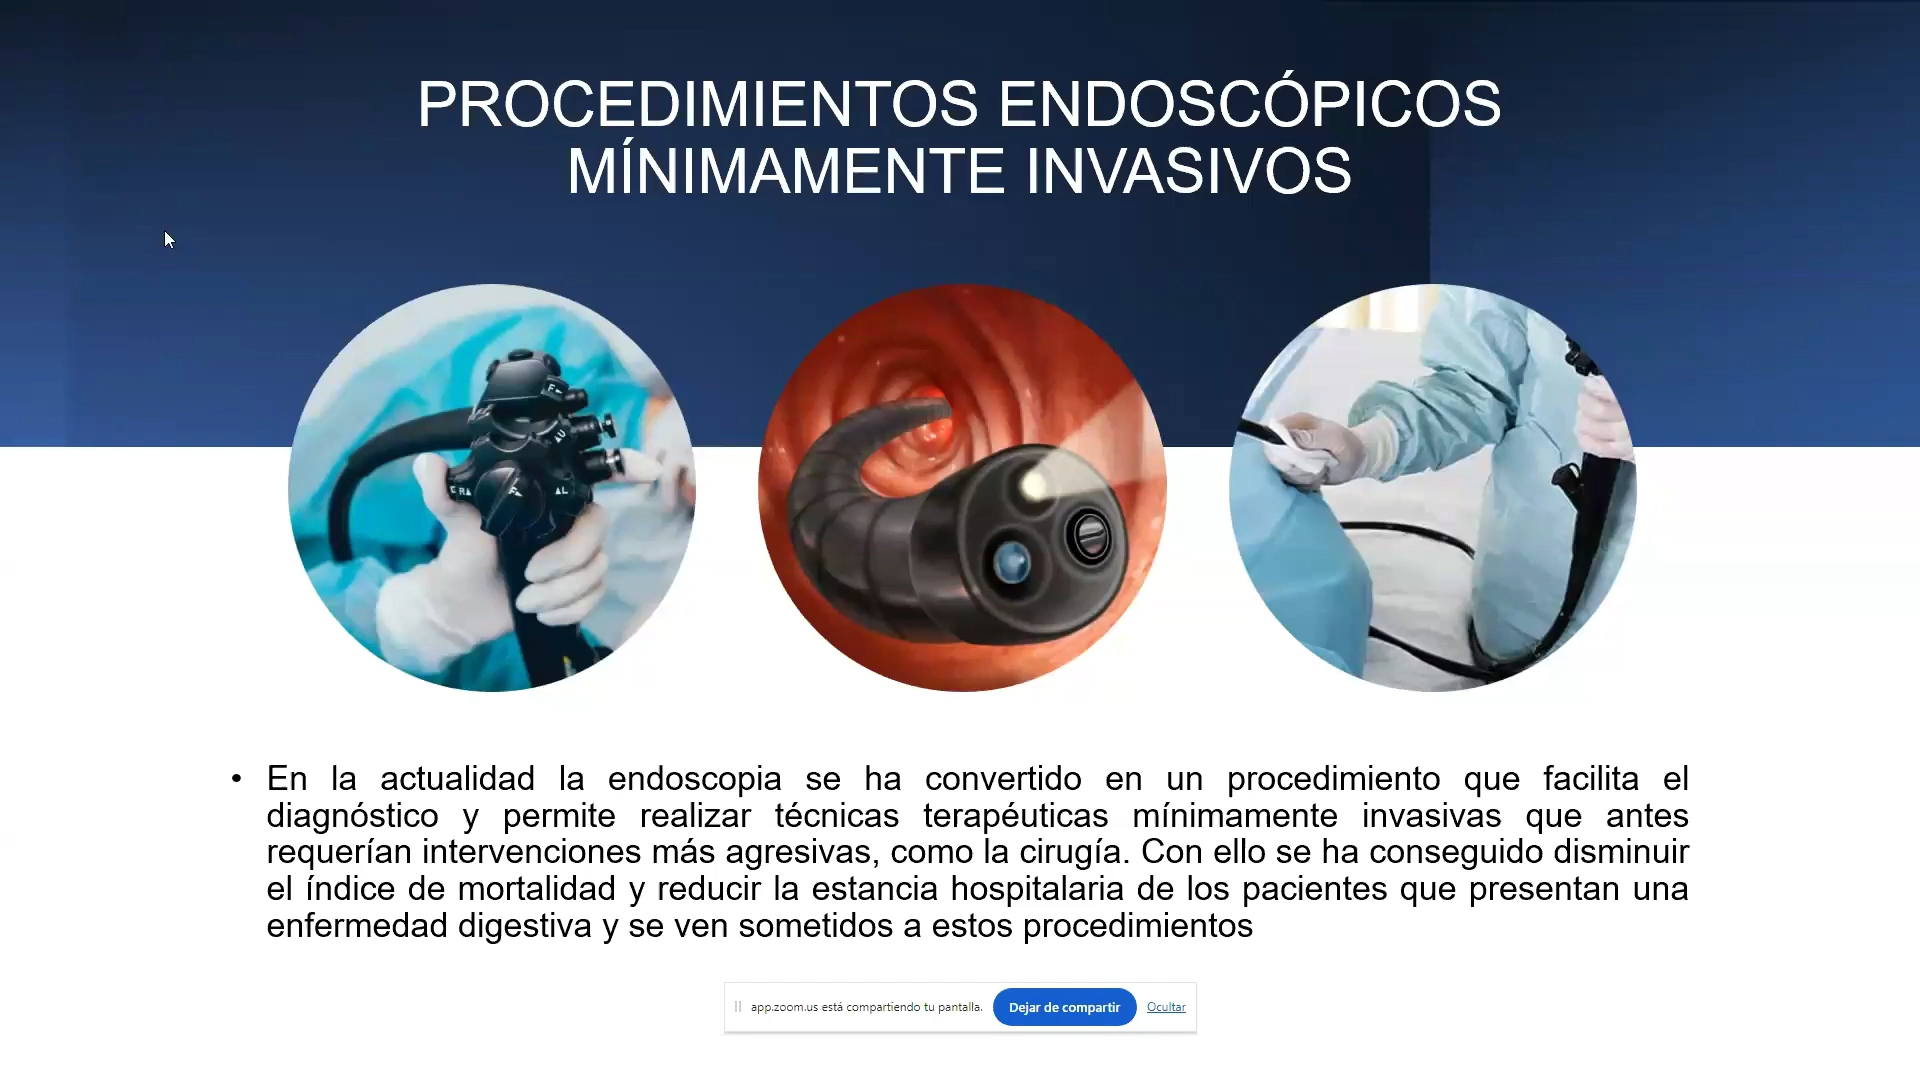 PROCEDIMIENTOS ENDOSCÓPICOS
MÍNIMAMENTE INVASIVOS
F
U
R
F
L
• En la actualidad la endoscopia se ha convertido en un procedimiento que facilita el
diagnóstico y permite realizar técnicas terapéuticas mínimamente invasivas que antes
requerían intervenciones más agresivas, como la cirugía. Con ello se ha conseguido disminuir
el índice de mortalidad y reducir la estancia hospitalaria de los pacientes que presentan una
enfermedad digestiva y se ven sometidos a estos procedimientos
app.zoom.us está compartiendo tu pantalla. Dejar de compartir Ocultar